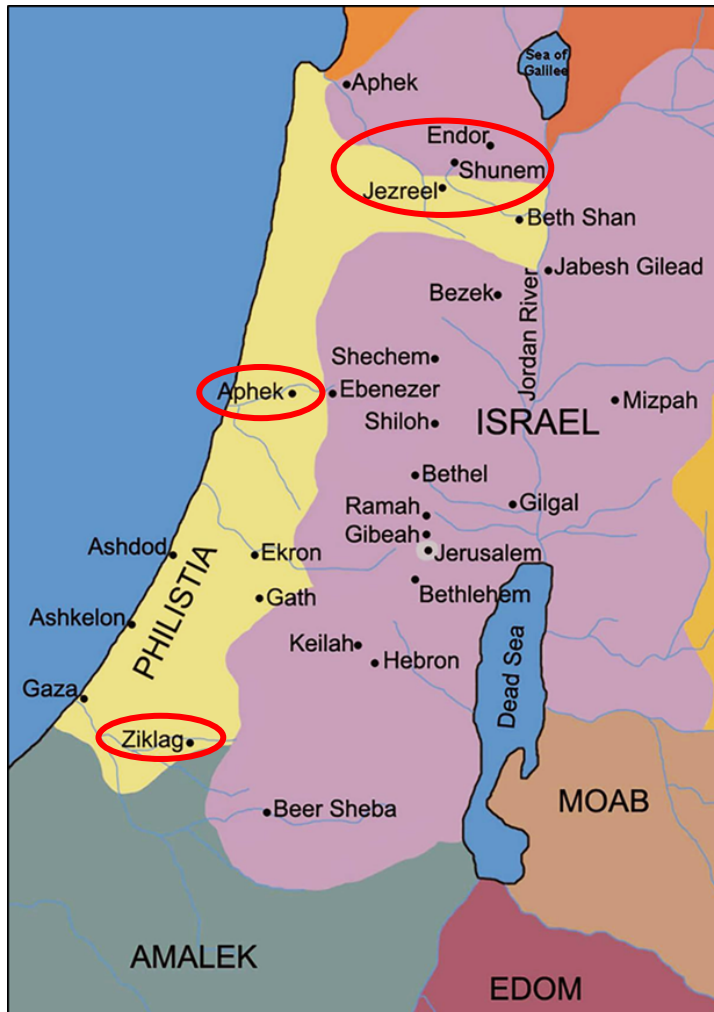 Sea of
Galilee
Aphek
Endor
Shunem
Jezreel
Beth Shan
Jabesh Gilead
Bezek
Jordan River
Shechem
Aphek
Ebenezer
Mizpah
Shiloh
ISRAEL
Bethel
Gilgal
Ramah
Gibeah
Ashdod
Ekron
Jerusalem
Bethlehem
Gath
PHILISTIA
Ashkelon
Keilah
Hebron
Dead Sea
Gaza
Ziklag
MOAB
Beer Sheba
AMALEK
EDOM